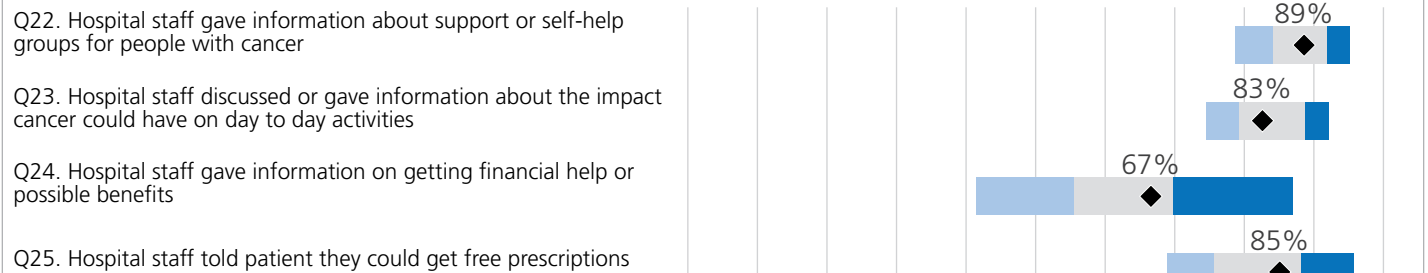 Q22. Hospital staff gave information about support or self-help
groups for people with cancer
89%
Q23. Hospital staff discussed or gave information about the impact
cancer could have on day to day activities
83%
Q24. Hospital staff gave information on getting financial help or
possible benefits
67%
Q25. Hospital staff told patient they could get free prescriptions
85%